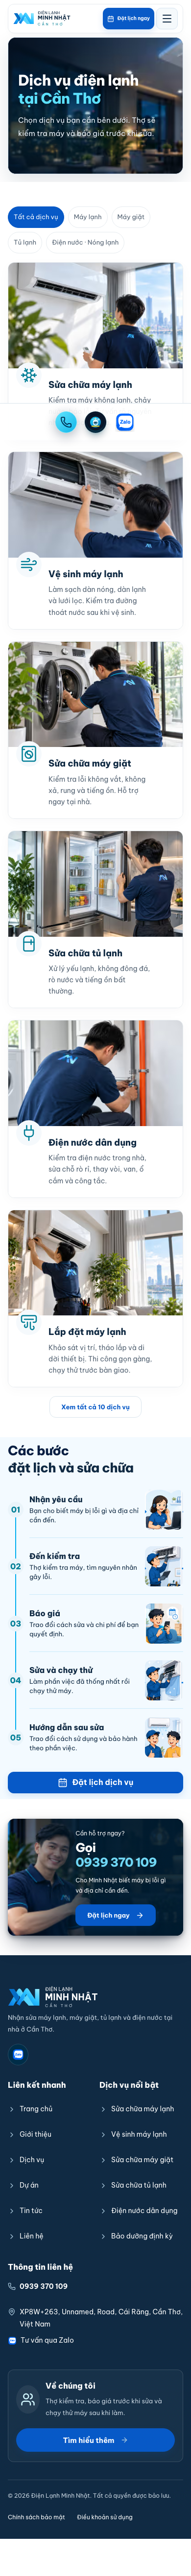 ĐIỆN LẠNH
MINH NHẬT
CẦN THƠ
Đặt lịch ngay
Dịch vụ điện lạnh
tại Cần Thơ
Chọn dịch vụ bạn cần bên dưới. Thợ sẽ
kiểm tra máy và báo giá trước khi sửa.
Tất cả dịch vụ
Máy lạnh
Máy giặt
Tủ lạnh
Điện nước · Nóng lạnh
Sửa chữa máy lạnh
Kiểm tra máy không lạnh, chảy
Zalo
Vệ sinh máy lạnh
Làm sạch dàn nóng, dàn lạnh
và lưới lọc. Kiểm tra đường
thoát nước sau khi vệ sinh.
Sửa chữa máy giặt
Kiểm tra lỗi không vắt, không
xả, rung và tiếng ồn. Hỗ trợ
ngay tại nhà.
Sửa chữa tủ lạnh
Xử lý yếu lạnh, không đông đá,
rò nước và tiếng ồn bất
thường.
Điện nước dân dụng
Kiểm tra điện nước trong nhà,
sửa chỗ rò rỉ, thay vòi, van, ổ
cắm và công tắc.
Lắp đặt máy lạnh
Khảo sát vị trí, tháo lắp và di
dời thiết bị. Thi công gọn gàng,
chạy thử trước bàn giao.
Xem tất cả 10 dịch vụ
Các bước
đặt lịch và sửa chữa
01
Nhận yêu cầu
Bạn cho biết máy bị lỗi gì và địa chỉ
cần đến.
02
Đến kiểm tra
Thợ kiểm tra máy, tìm nguyên nhân
gây lỗi.
03
Báo giá
Trao đổi cách sửa và chi phí để bạn
quyết định.
04
Sửa và chạy thử
Làm phần việc đã thống nhất rồi
chạy thử máy.
05
Hướng dẫn sau sửa
Trao đổi cách sử dụng và bảo hành
theo phần việc.
Đặt lịch dịch vụ
Cần hỗ trợ ngay?
Gọi
0939 370 109
Cho Minh Nhật biết máy bị lỗi gì
và địa chỉ cần đến.
Đặt lịch ngay
ĐIỆN LẠNH
MINH NHẬT
CẦN THƠ
Nhận sửa máy lạnh, máy giặt, tủ lạnh và điện nước tại
nhà ở Cần Thơ.
Liên kết nhanh
Trang chủ
Giới thiệu
Dịch vụ
Dự án
Tin tức
Liên hệ
Dịch vụ nổi bật
Sửa chữa máy lạnh
Vệ sinh máy lạnh
Sửa chữa máy giặt
Sửa chữa tủ lạnh
Điện nước dân dụng
Bảo dưỡng định kỳ
Thông tin liên hệ
0939 370 109
XP8W+263, Unnamed, Road, Cái Răng, Cần Thơ,
Việt Nam
Tư vấn qua Zalo
Về chúng tôi
Thợ kiểm tra, báo giá trước khi sửa và
chạy thử máy sau khi làm.
Tìm hiểu thêm
© 2026 Điện Lạnh Minh Nhật. Tất cả quyền được bảo lưu.
Chính sách bảo mật
Điều khoản sử dụng